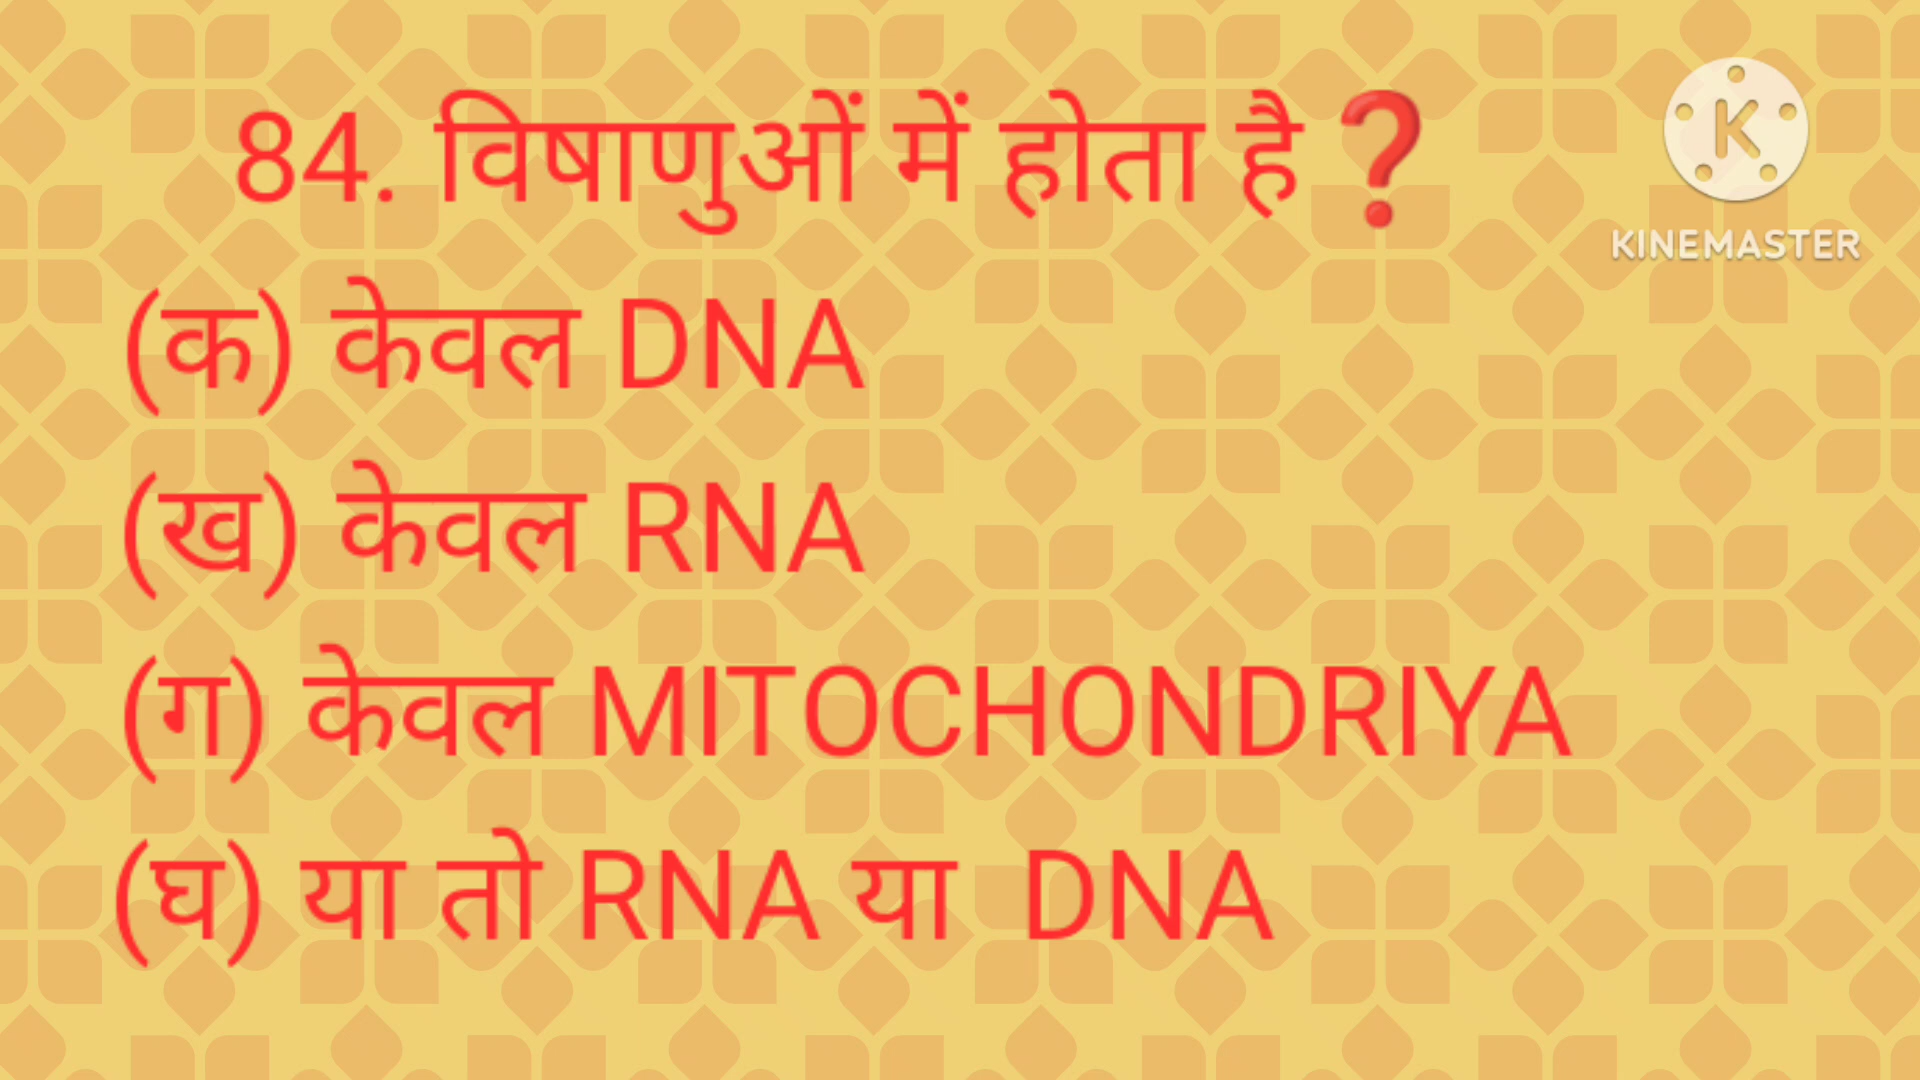 84. विषाणुओं में होता है❓
K
KINEMASTER
(क) केवल DNA
(ख) केवल RNA
(ग) केवल MITOCHONDRIYA
(घ) या तो RNA या DNA